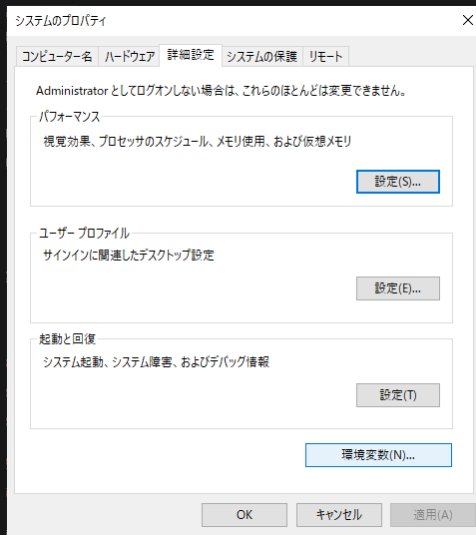 システムのプロパティ
コンピューター名 ハードウェア 詳細設定 システムの保護 リモート
Administrator としてログオンしない場合は、これらのほとんどは変更できません。
パフォーマンス
視覚効果、プロセッサのスケジュール、メモリ使用、および仮想メモリ
設定(S)...
ユーザー プロファイル
サインインに関連したデスクトップ設定
設定(E)...
起動と回復
システム起動、システム障害、およびデバッグ情報
設定(T)
環境変数(N)...
OK キャンセル 適用(A)